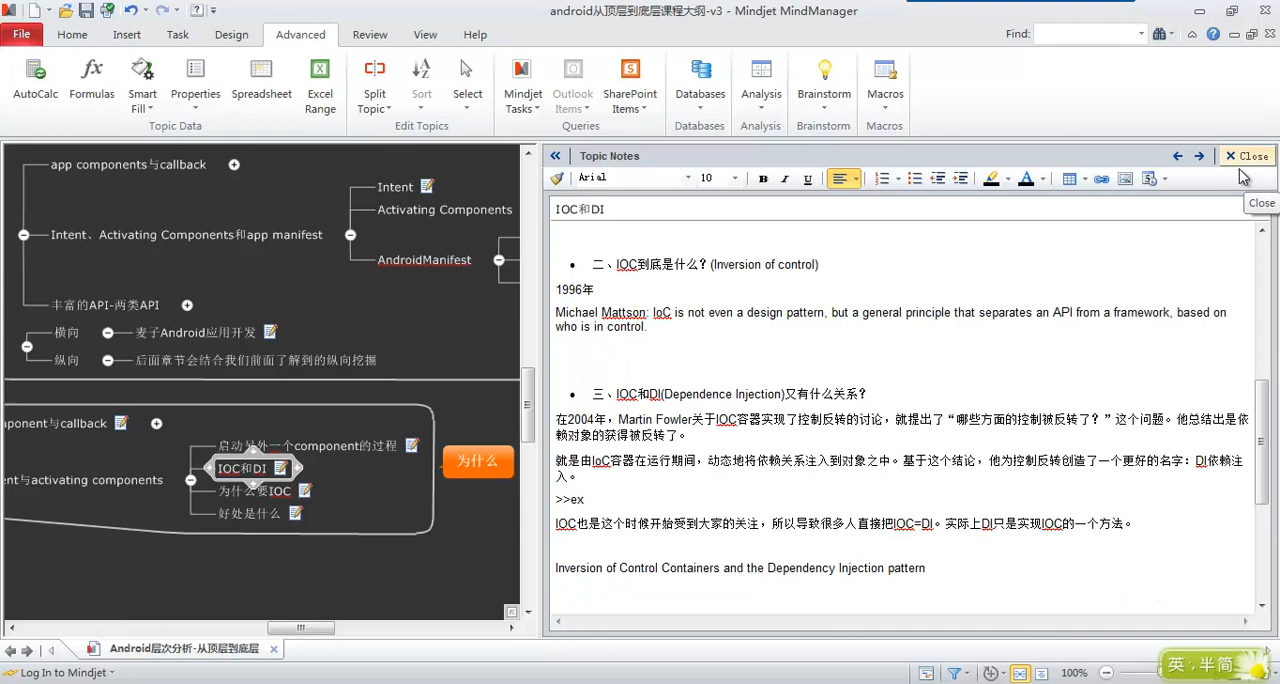 android从顶层到底层课程大纲-v3 - Mindjet MindManager
File Home Insert Task Design Advanced Review View Help Find:
AutoCalc Formulas Smart Fill Properties Spreadsheet Excel Range Split Topic Sort Select Mindjet Tasks Outlook Items SharePoint Items Databases Analysis Brainstorm Macros
Topic Data Edit Topics Queries Databases Analysis Brainstorm Macros
app components与callback
Intent
Activating Components
Intent、Activating Components和app manifest
AndroidManifest
丰富的API-两类API
横向 麦子Android应用开发
纵向 后面章节会结合我们前面了解到的纵向挖掘
ponent与callback
启动另外一个component的过程
IOC和DI
为什么
ent与activating components
为什么要IOC
好处是什么
Topic Notes Close
Arial 10 B I U
Close
IOC和DI
• 二、IOC到底是什么？(Inversion of control)
1996年
Michael Mattson: IoC is not even a design pattern, but a general principle that separates an API from a framework, based on
who is in control.
• 三、IOC和DI(Dependence Injection)又有什么关系？
在2004年，Martin Fowler关于IOC容器实现了控制反转的讨论，就提出了“哪些方面的控制被反转了？”这个问题。他总结出是依
赖对象的获得被反转了。
就是由IoC容器在运行期间，动态地将依赖关系注入到对象之中。基于这个结论，他为控制反转创造了一个更好的名字：DI依赖注
入。
>>ex
IOC也是这个时候开始受到大家的关注，所以导致很多人直接把IOC=DI。实际上DI只是实现IOC的一个方法。
Inversion of Control Containers and the Dependency Injection pattern
Android层次分析-从顶层到底层
Log In to Mindjet
100%
英 半 简